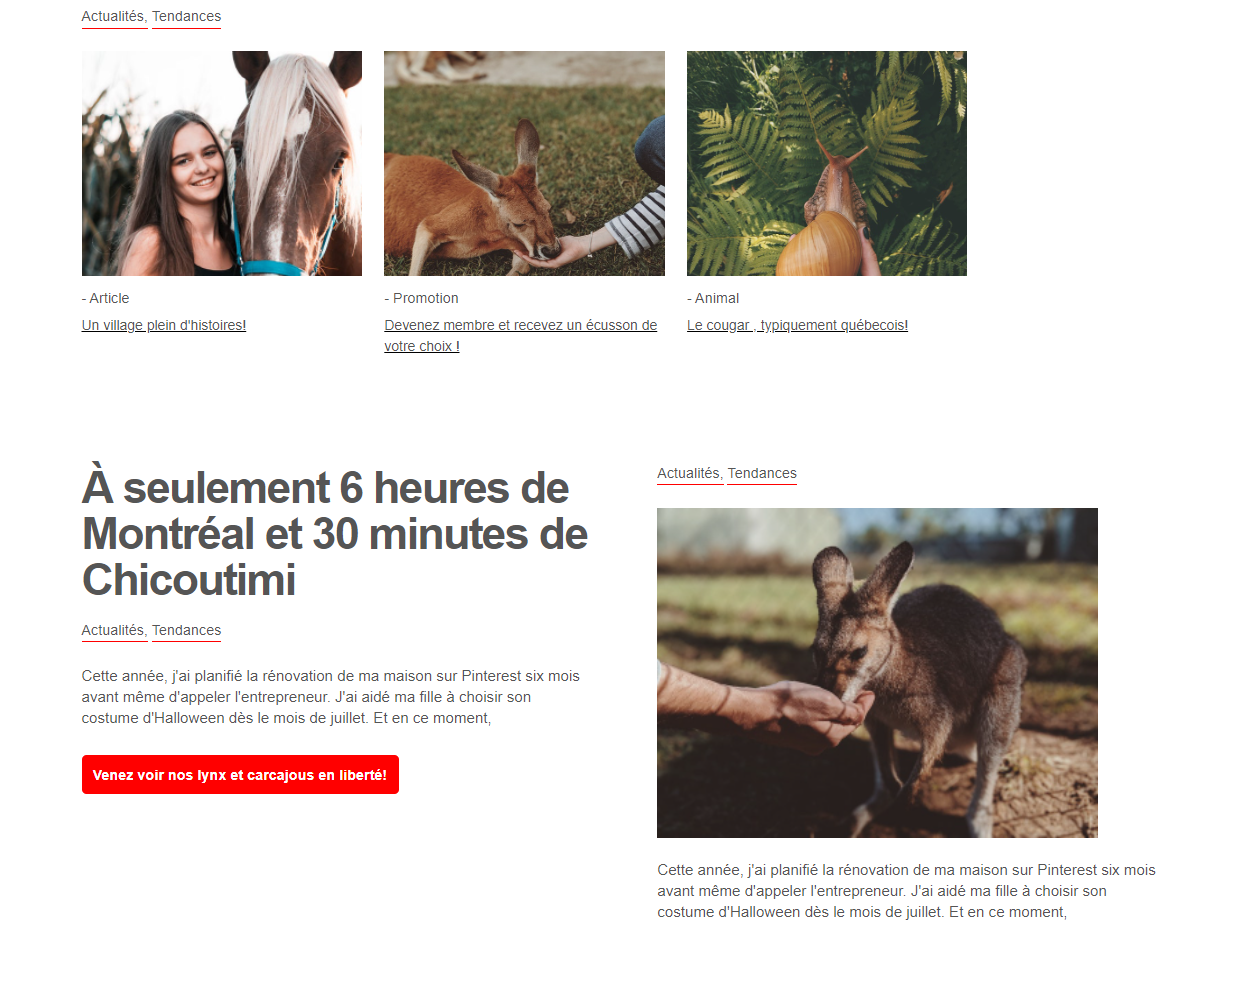 Actualités, Tendances
- Article
Un village plein d'histoires!
- Promotion
Devenez membre et recevez un écusson de
votre choix !
- Animal
Le cougar , typiquement québecois!
À seulement 6 heures de
Montréal et 30 minutes de
Chicoutimi
Actualités, Tendances
Cette année, j'ai planifié la rénovation de ma maison sur Pinterest six mois
avant même d'appeler l'entrepreneur. J'ai aidé ma fille à choisir son
costume d'Halloween dès le mois de juillet. Et en ce moment,
Venez voir nos lynx et carcajous en liberté!
Actualités, Tendances
Cette année, j'ai planifié la rénovation de ma maison sur Pinterest six mois
avant même d'appeler l'entrepreneur. J'ai aidé ma fille à choisir son
costume d'Halloween dès le mois de juillet. Et en ce moment,